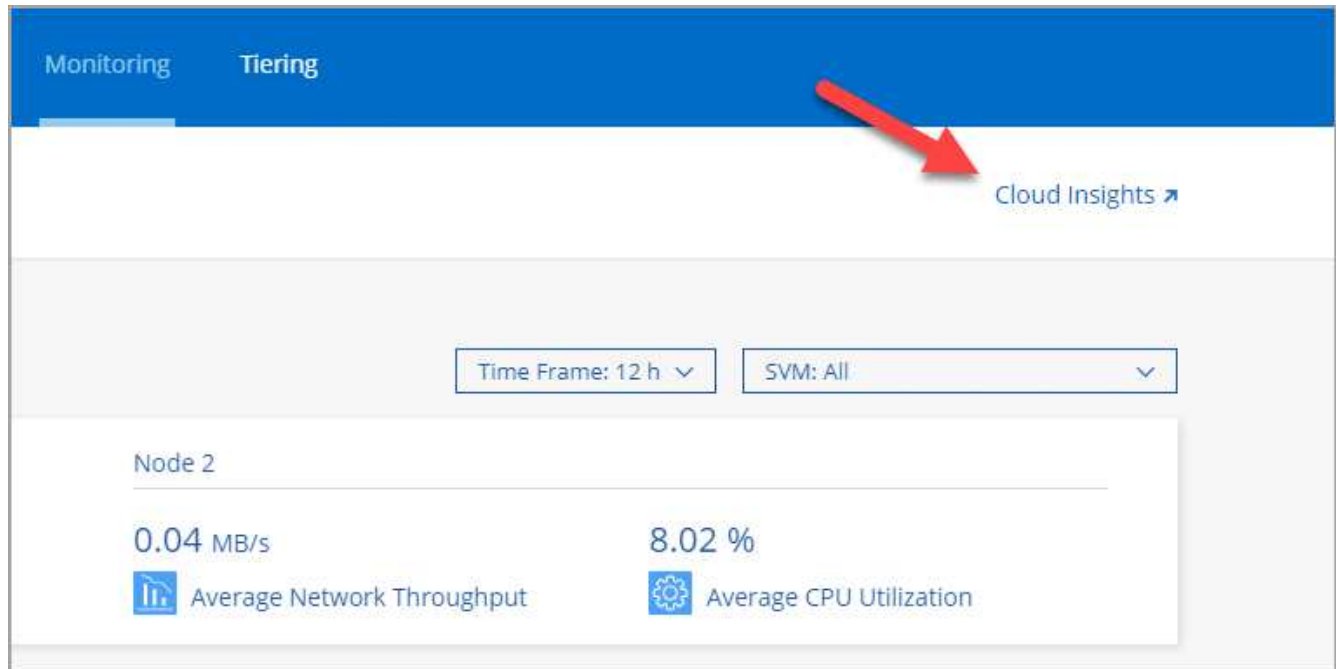 Monitoring Tiering
Cloud Insights
Time Frame: 12 h SVM: All
Node 2
0.04 MB/s 8.02 %
Average Network Throughput Average CPU Utilization